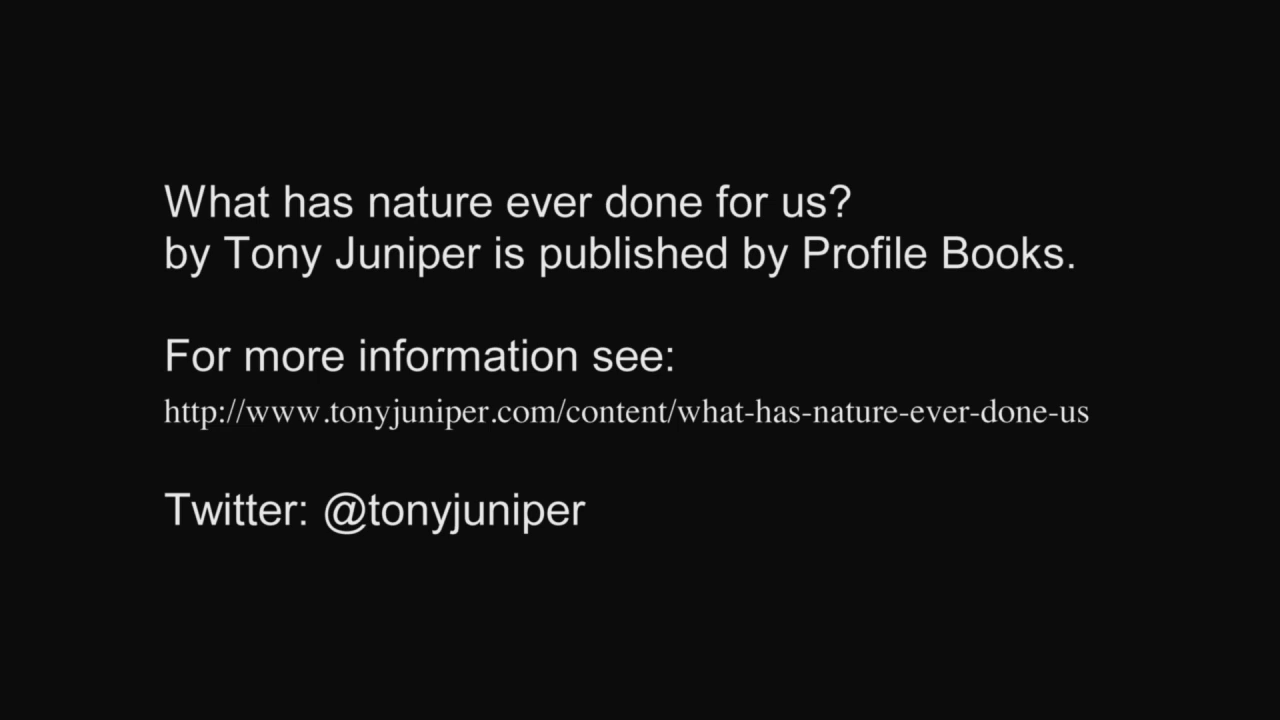 What has nature ever done for us?
by Tony Juniper is published by Profile Books.
For more information see:
http://www.tonyjuniper.com/content/what-has-nature-ever-done-us
Twitter: @tonyjuniper